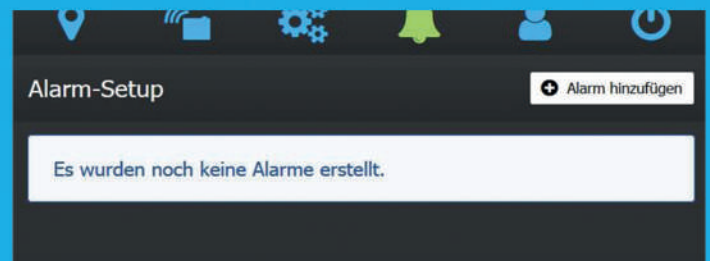 Alarm-Setup
Alarm hinzufügen
Es wurden noch keine Alarme erstellt.